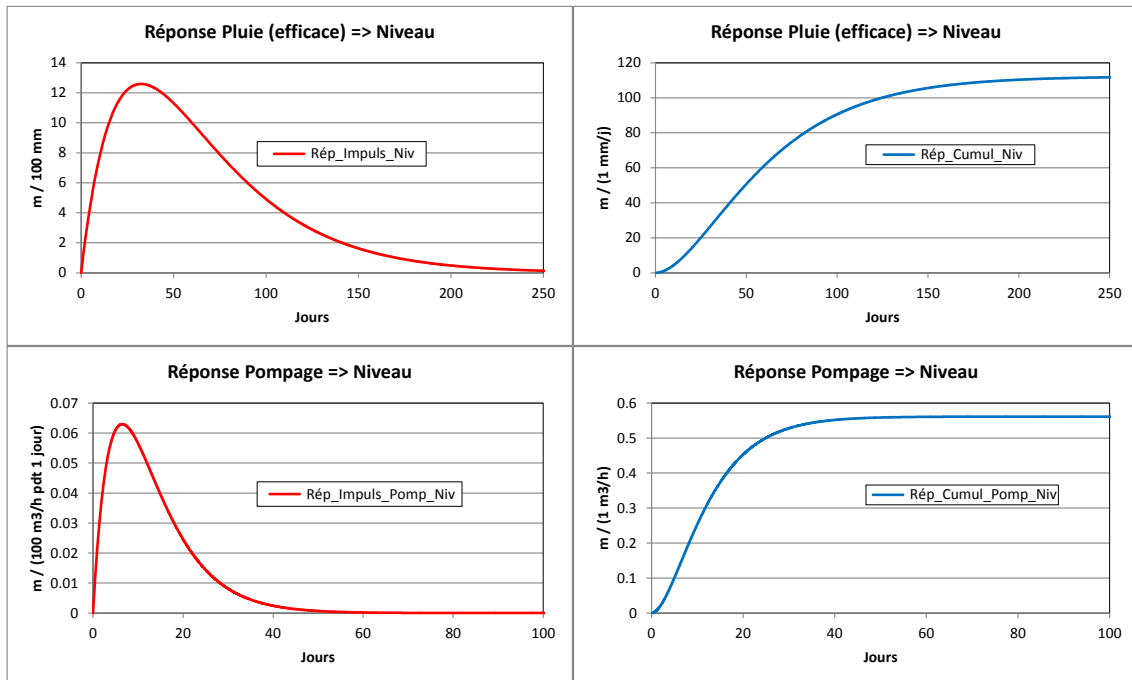 Réponse Pluie (efficace) => Niveau
m / 100 mm
14
12
10
8
6
4
2
0
Rép_Impuls_Niv
0 50 100 150 200 250
Jours
Réponse Pluie (efficace) => Niveau
m / (1 mm/j)
120
100
80
60
40
20
0
Rép_Cumul_Niv
0 50 100 150 200 250
Jours
Réponse Pompage => Niveau
m / (100 m3/h pdt 1 jour)
0.07
0.06
0.05
0.04
0.03
0.02
0.01
0
Rép_Impuls_Pomp_Niv
0 20 40 60 80 100
Jours
Réponse Pompage => Niveau
m / (1 m3/h)
0.6
0.5
0.4
0.3
0.2
0.1
0
Rép_Cumul_Pomp_Niv
0 20 40 60 80 100
Jours